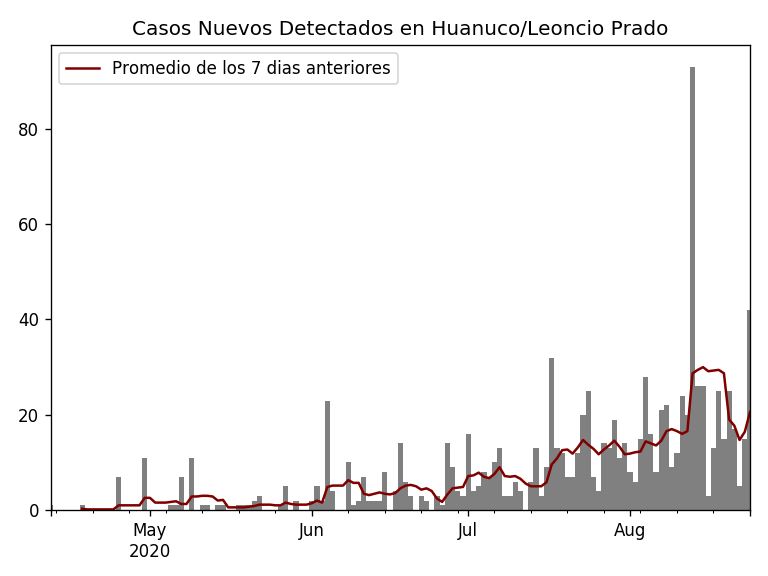 Casos Nuevos Detectados en Huanuco/Leoncio Prado
Promedio de los 7 dias anteriores
80
60
40
20
0
May Jun Jul Aug
2020